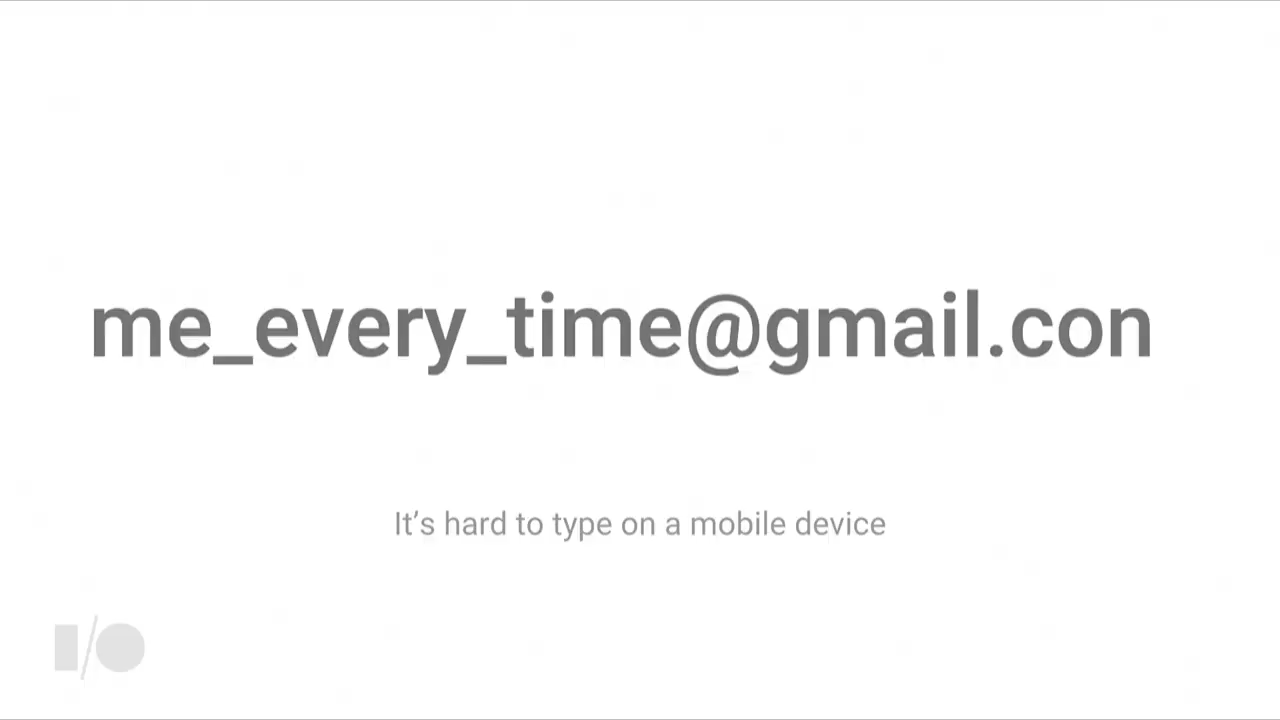 me_every_time@gmail.con
It’s hard to type on a mobile device
I/O